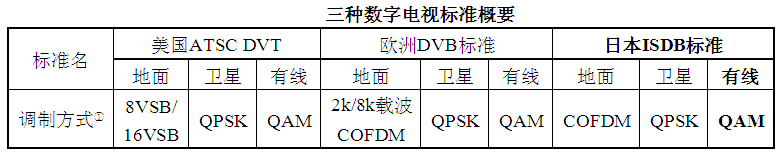 三种数字电视标准概要
标准名 美国ATSC DVT 欧洲DVB标准 日本ISDB标准
地面 卫星 有线 地面 卫星 有线 地面 卫星 有线
调制方式① 8VSB/ 16VSB QPSK QAM 2k/8k载波 COFDM QPSK QAM COFDM QPSK QAM